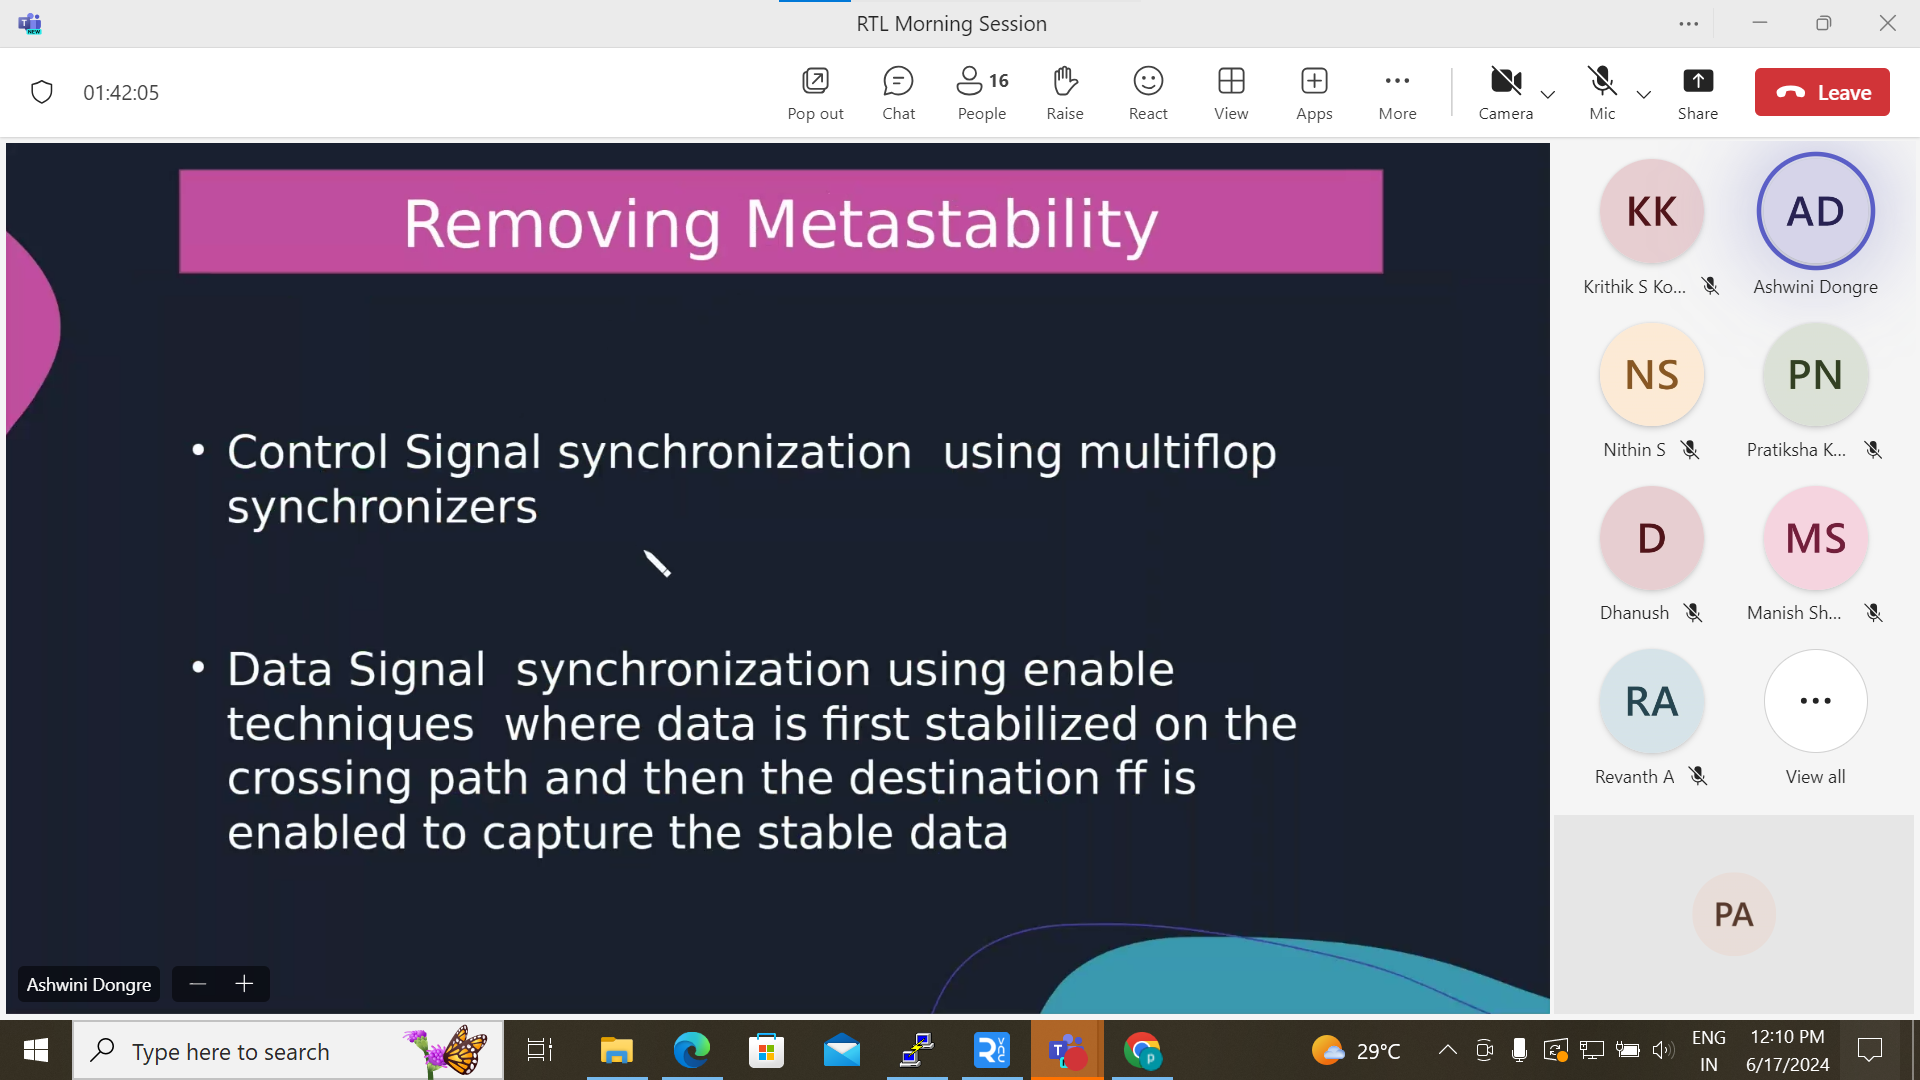 RTL Morning Session
01:42:05
Pop out
Chat
16
People
Raise
React
View
Apps
More
Camera
Mic
Share
Leave
Removing Metastability
• Control Signal synchronization  using multiflop
synchronizers
• Data Signal  synchronization using enable
techniques  where data is first stabilized on the
crossing path and then the destination ff is
enabled to capture the stable data
Ashwini Dongre
KK
Krithik S Ko...
AD
Ashwini Dongre
NS
Nithin S
PN
Pratiksha K...
D
Dhanush
MS
Manish Sh...
RA
Revanth A
View all
PA
Type here to search
29°C
ENG
IN
12:10 PM
6/17/2024